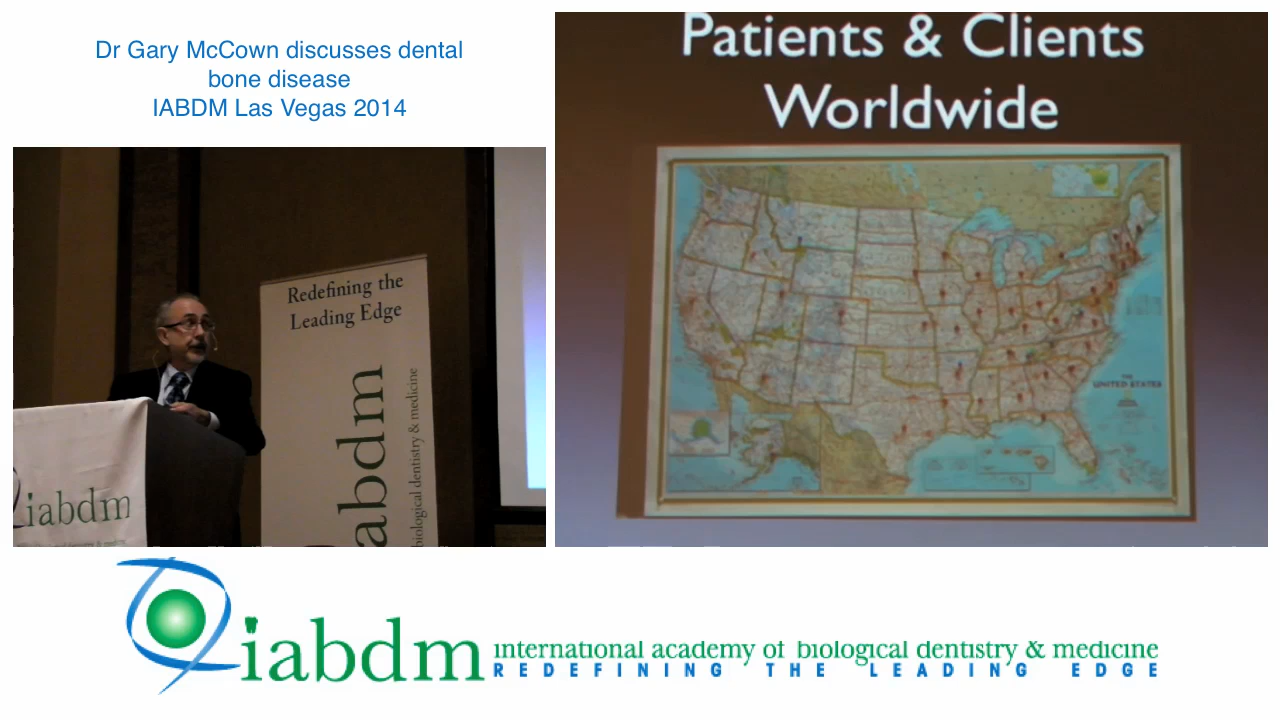 Dr Gary McCown discusses dental
bone disease
IABDM Las Vegas 2014
Patients & Clients
Worldwide
THE
UNITED STATES
Redefining the
Leading Edge
iabdm
abdm
biological dentistry & medicine
iabdm
international academy of biological dentistry & medicine
REDEFINING THE LEADING EDGE